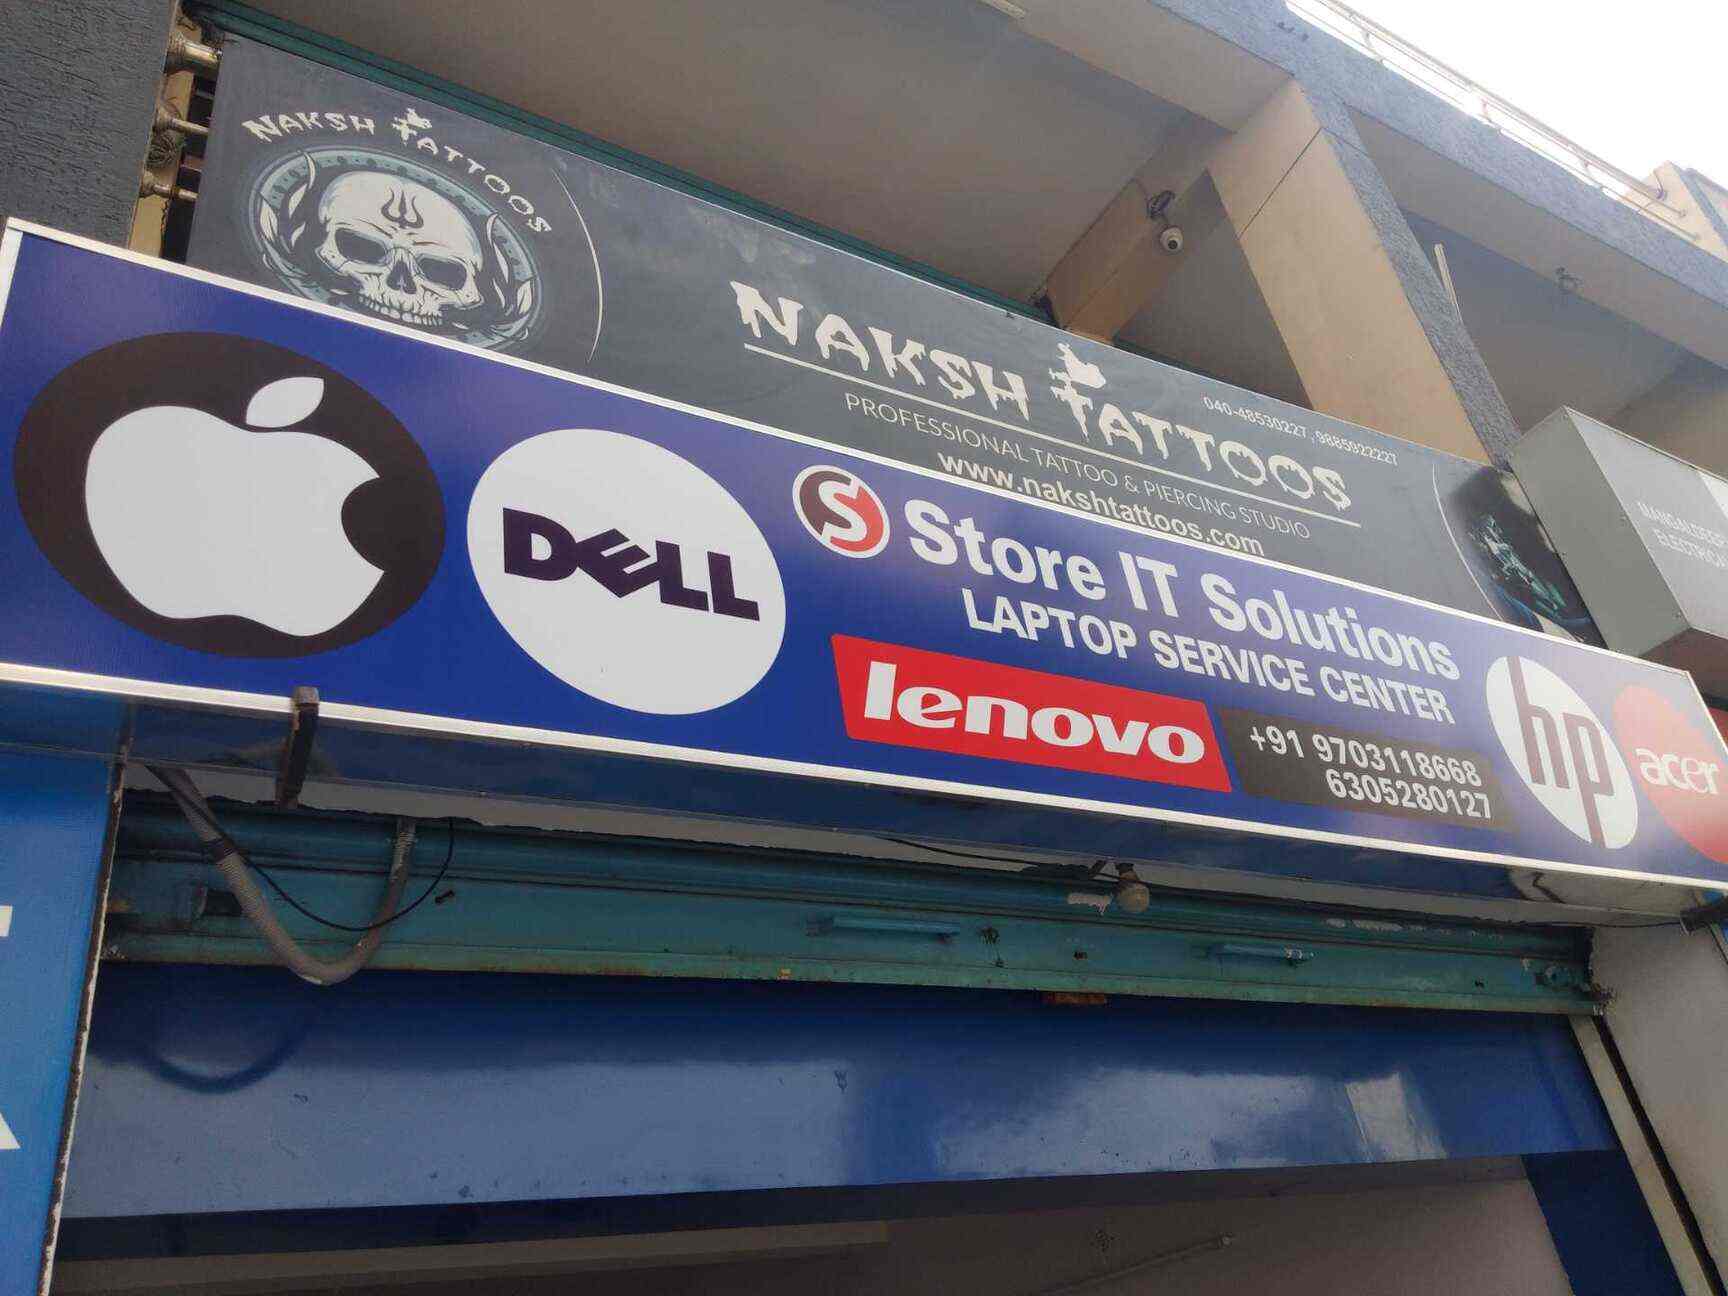 NAKSH TATTOOS
NAKSH TATTOOS
040-48530227, 9885922227
PROFESSIONAL TATTOO & PIERCING STUDIO
www.nakshtattoos.com
DELL
S Store IT Solutions
LAPTOP SERVICE CENTER
lenovo
+91 9703118668
6305280127
hp
acer